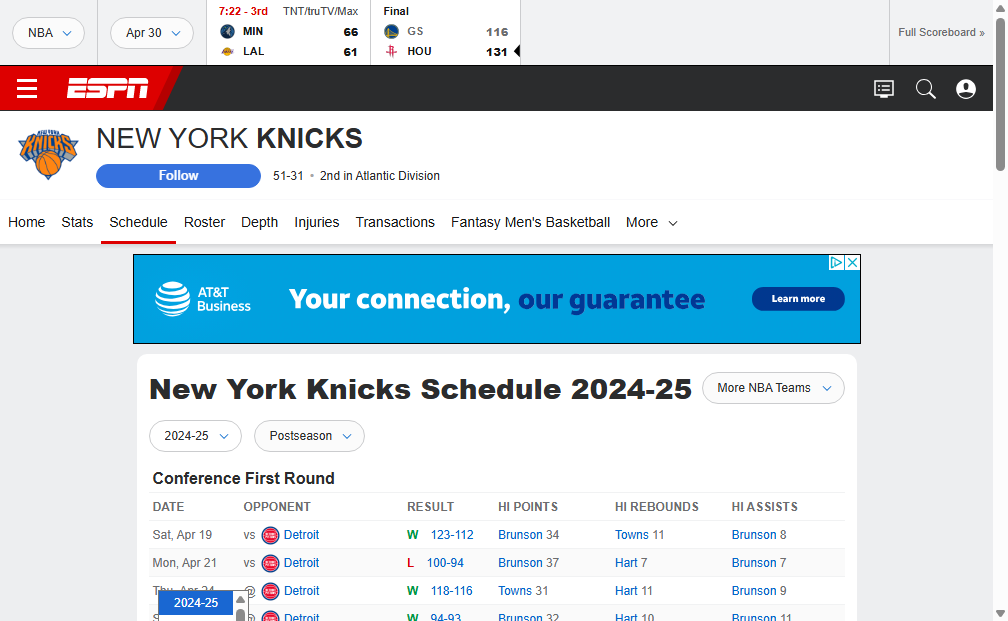 NBA
Apr 30
7:22 - 3rd TNT/truTV/Max
MIN 66
LAL 61
Final
GS 116
HOU 131
Full Scoreboard »
ESPN
NEW YORK KNICKS
Follow 51-31 • 2nd in Atlantic Division
Home Stats Schedule Roster Depth Injuries Transactions Fantasy Men's Basketball More
AT&T Business
Your connection, our guarantee
Learn more
New York Knicks Schedule 2024-25
More NBA Teams
2024-25 Postseason
Conference First Round
DATE OPPONENT RESULT HI POINTS HI REBOUNDS HI ASSISTS
Sat, Apr 19 vs Detroit W 123-112 Brunson 34 Towns 11 Brunson 8
Mon, Apr 21 vs Detroit L 100-94 Brunson 37 Hart 7 Brunson 7
Thu, Apr 24 @ Detroit W 118-116 Towns 31 Hart 11 Brunson 9
2024-25
Detroit W 94-93 Brunson 32 Hart 10 Brunson 11